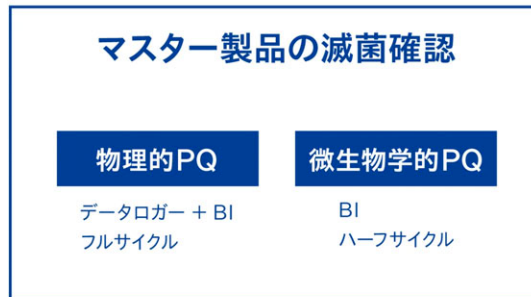 マスター製品の滅菌確認
物理的PQ
データロガー + BI
フルサイクル
微生物学的PQ
BI
ハーフサイクル